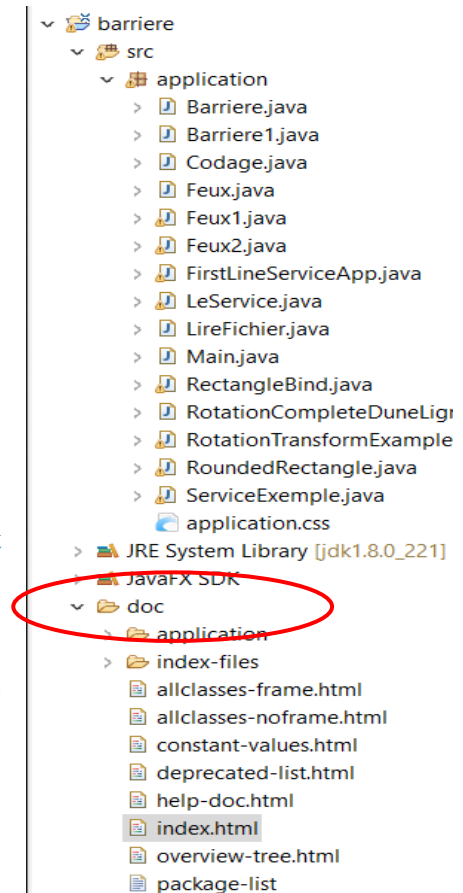 barriere
src
application
Barriere.java
Barriere1.java
Codage.java
Feux.java
Feux1.java
Feux2.java
FirstLineServiceApp.java
LeService.java
LireFichier.java
Main.java
RectangleBind.java
RotationCompleteDuneLigr
RotationTransformExample
RoundedRectangle.java
ServiceExemple.java
application.css
JRE System Library [jdk1.8.0_221]
JavaFX SDK
doc
application
index-files
allclasses-frame.html
allclasses-noframe.html
constant-values.html
deprecated-list.html
help-doc.html
index.html
overview-tree.html
package-list